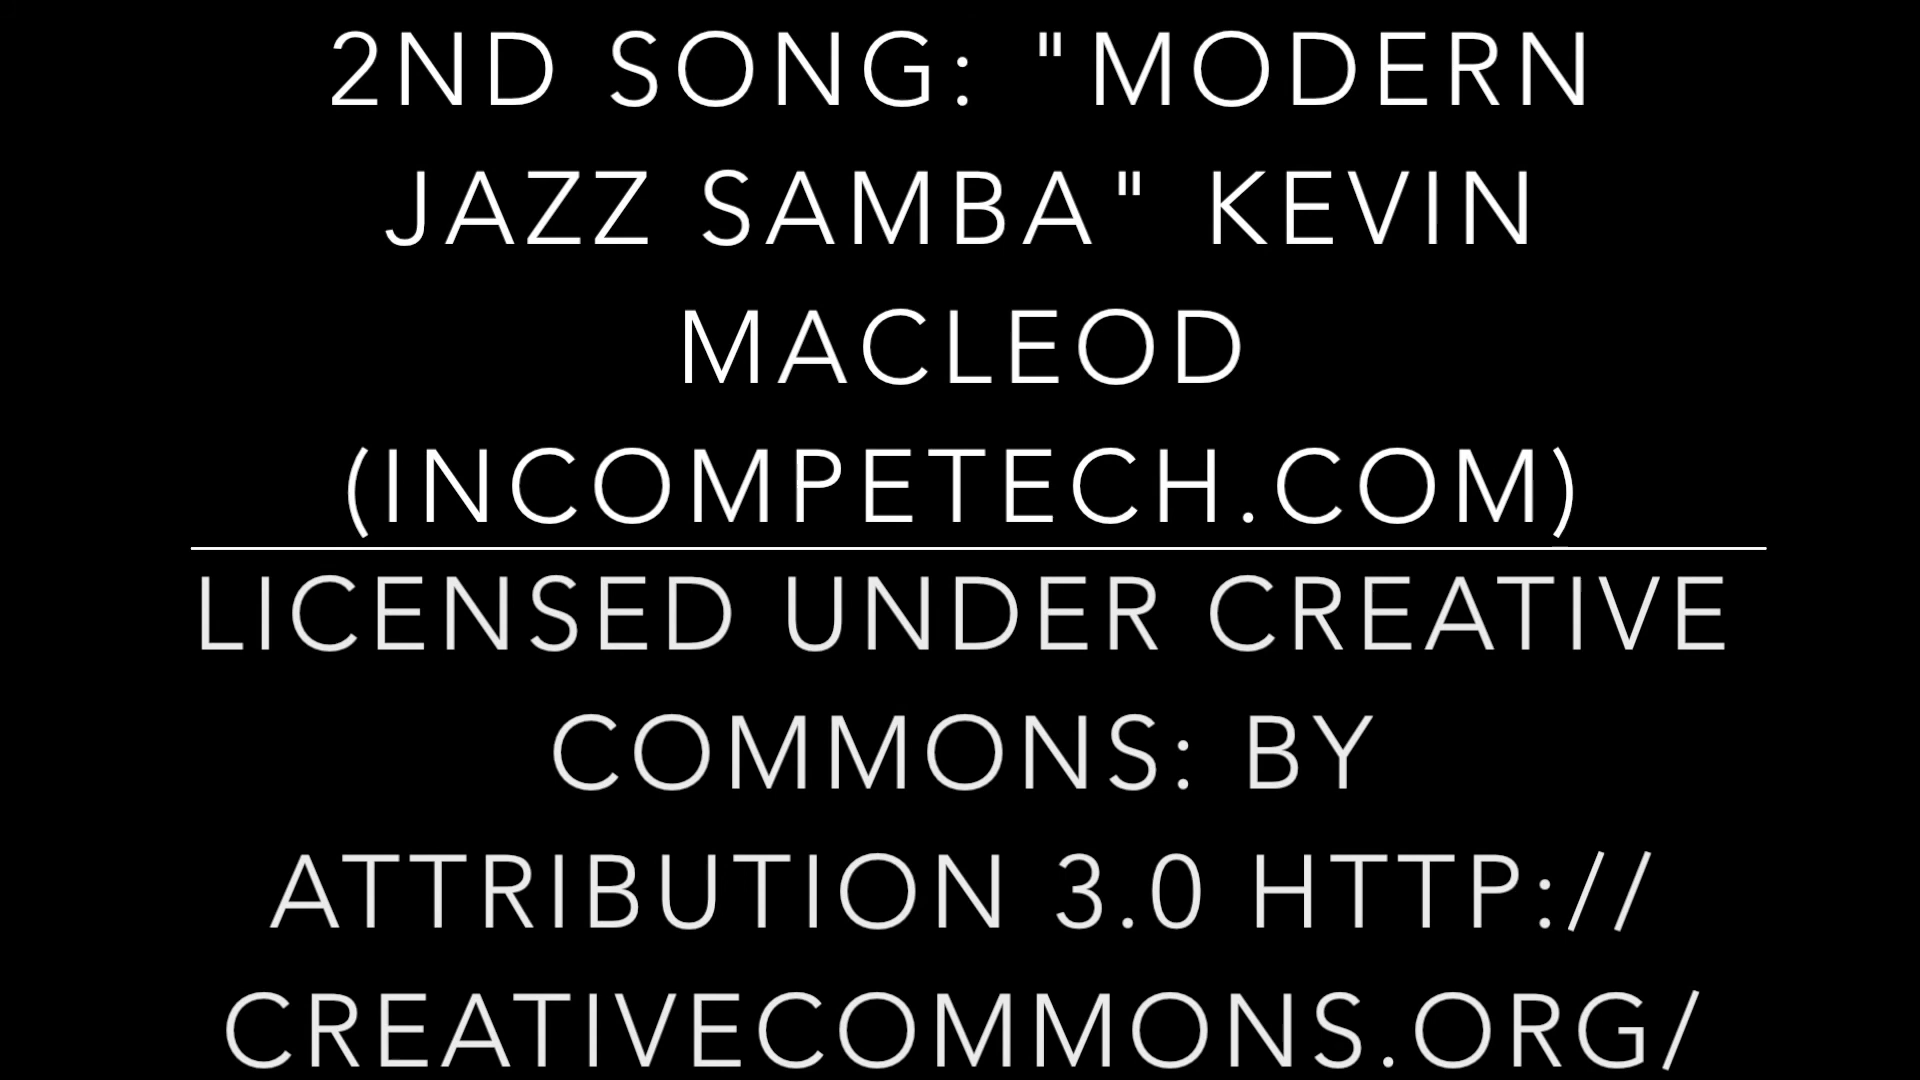 2ND SONG: "MODERN
JAZZ SAMBA" KEVIN
MACLEOD
(INCOMPETECH.COM)
LICENSED UNDER CREATIVE
COMMONS: BY
ATTRIBUTION 3.0 HTTP://
CREATIVECOMMONS.ORG/